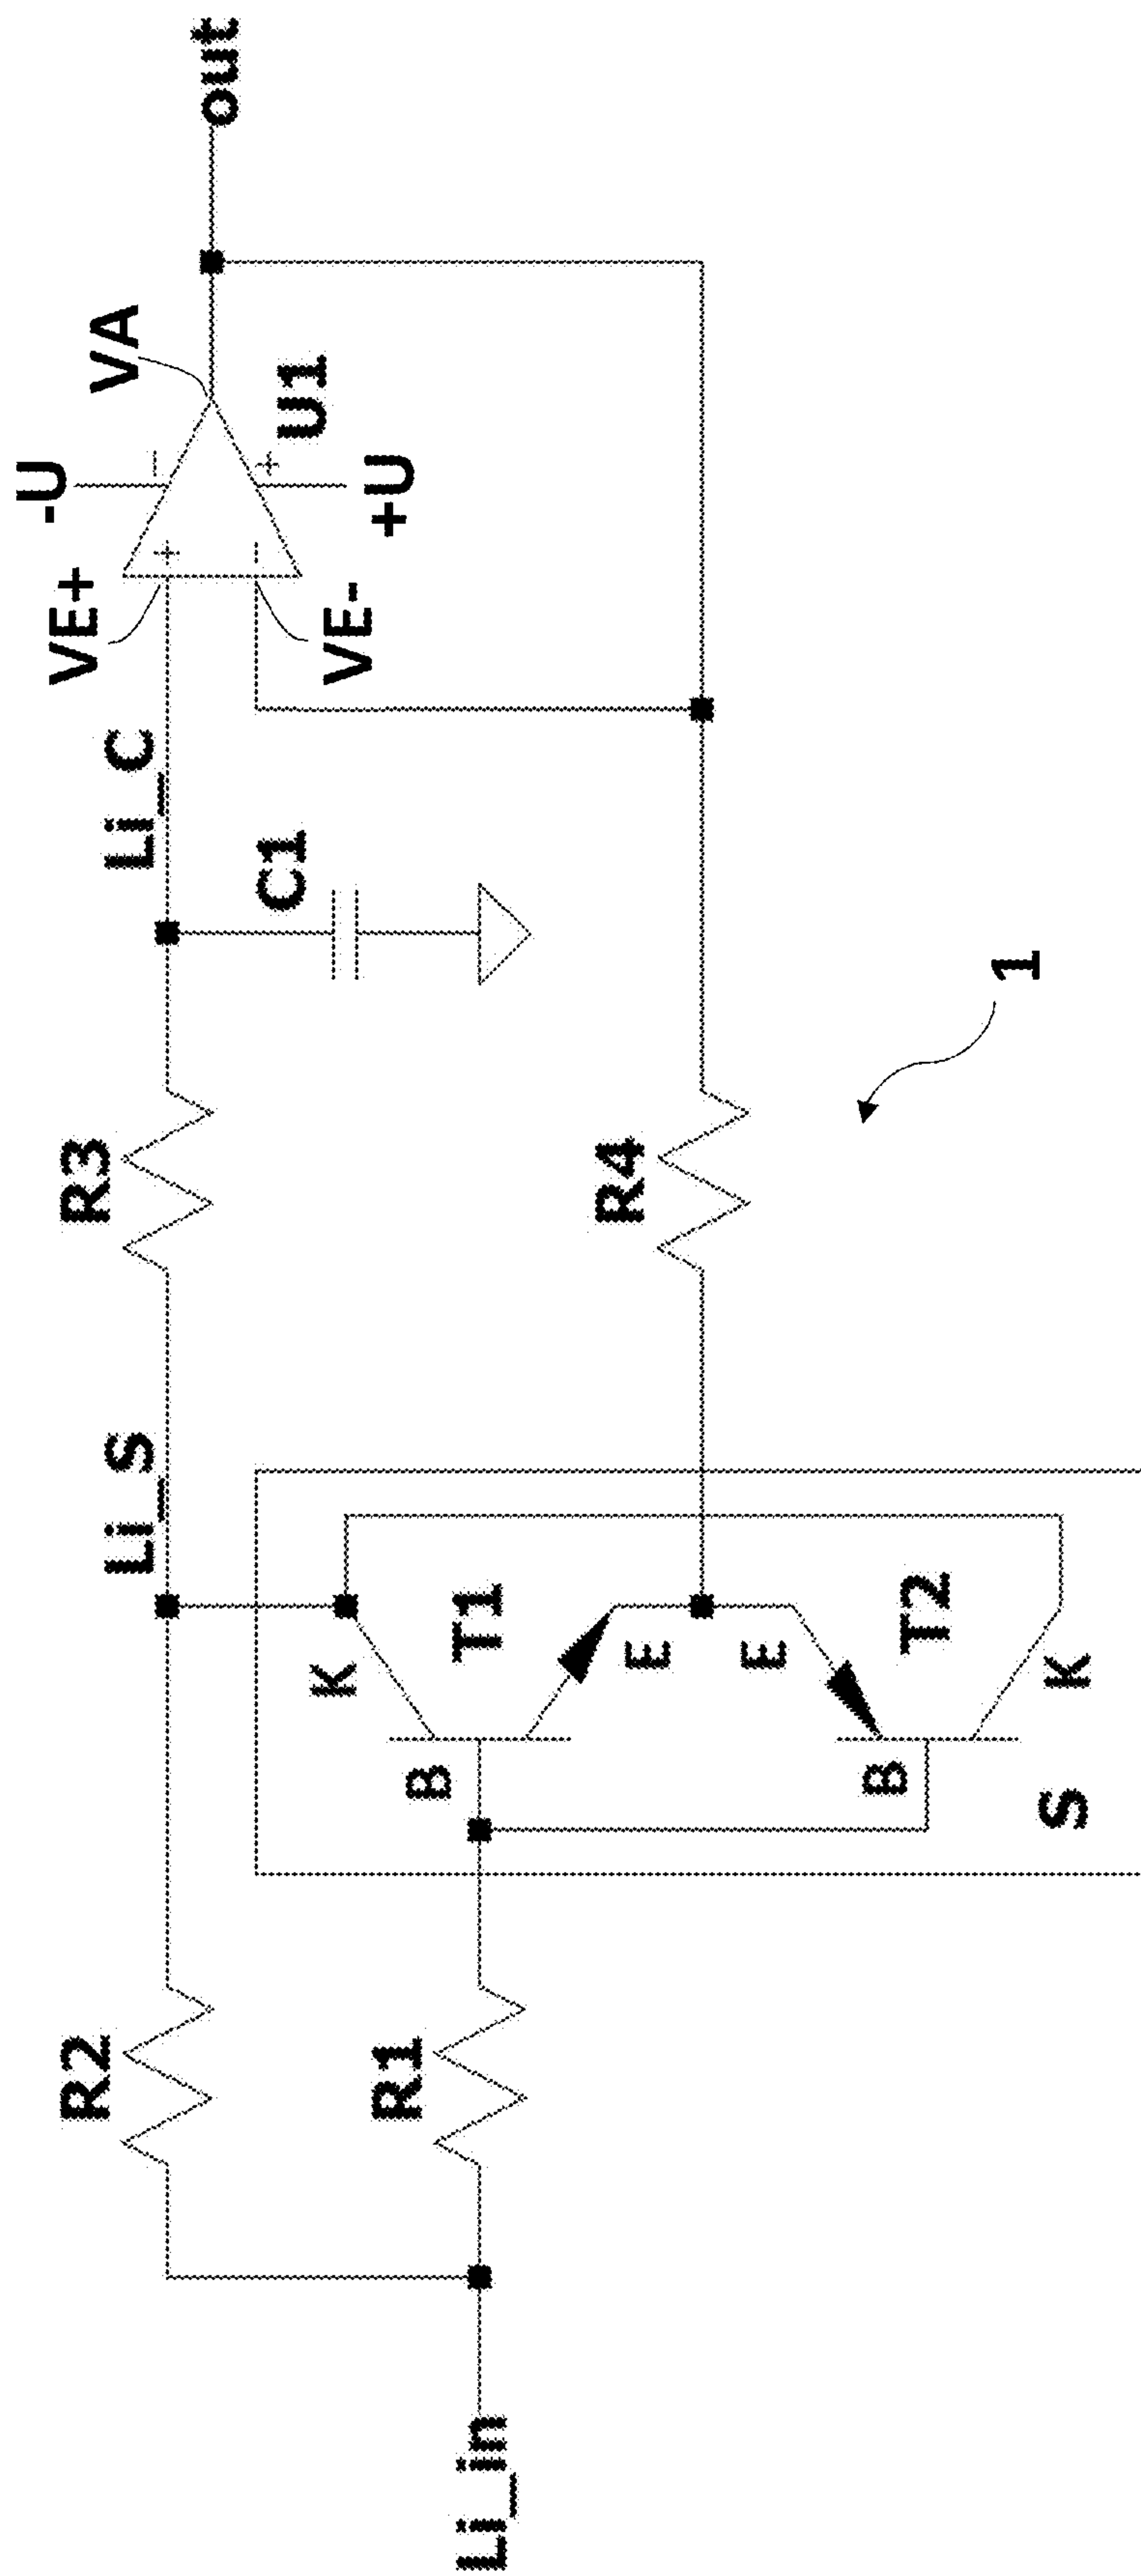 Li_in
R2
R1
Li_S
K
T1
B
E
E
T2
B
K
S
R3
R4
1
Li_C
C1
VE+
VE-
-U
+U
+
-
-
+
U1
VA
out